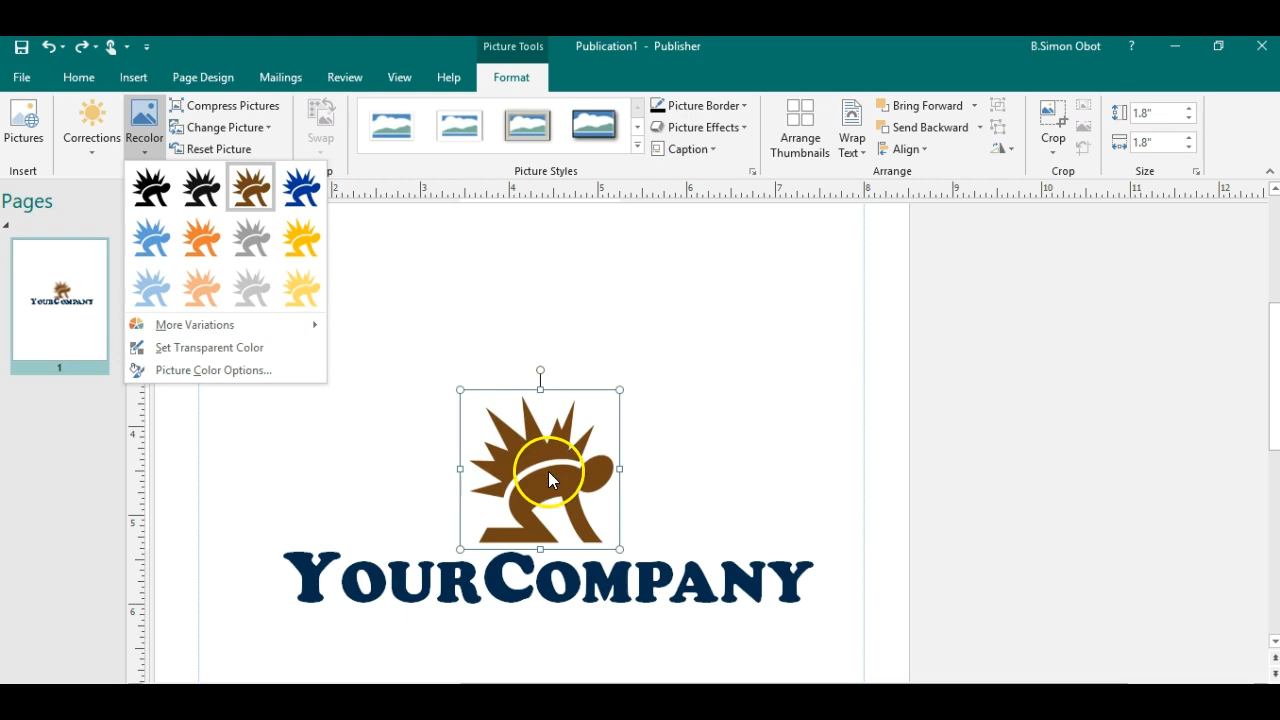 Picture Tools
Publication1 - Publisher
B.Simon Obot
?
File
Home
Insert
Page Design
Mailings
Review
View
Help
Format
Pictures
Insert
Corrections
Recolor
Compress Pictures
Change Picture
Reset Picture
Swap
p
Picture Border
Picture Effects
Caption
Picture Styles
Arrange
Thumbnails
Wrap
Text
Bring Forward
Send Backward
Align
Arrange
Crop
Crop
1.8"
1.8"
Size
More Variations
Set Transparent Color
Picture Color Options...
Pages
YOURCOMPANY
1
2 3 4 5 6 7 8 9 10 11 12
4
5
6
YOURCOMPANY